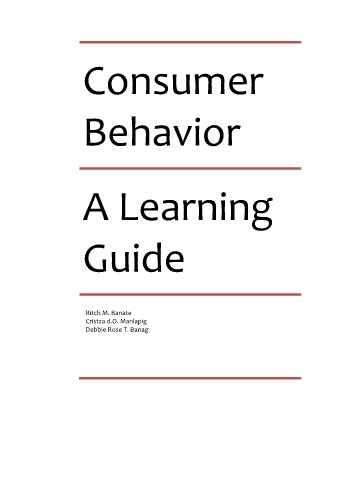 Consumer
Behavior
A Learning
Guide
Ritch M. Banate
Cristza d.O. Manlapig
Debbie Rose T. Banag